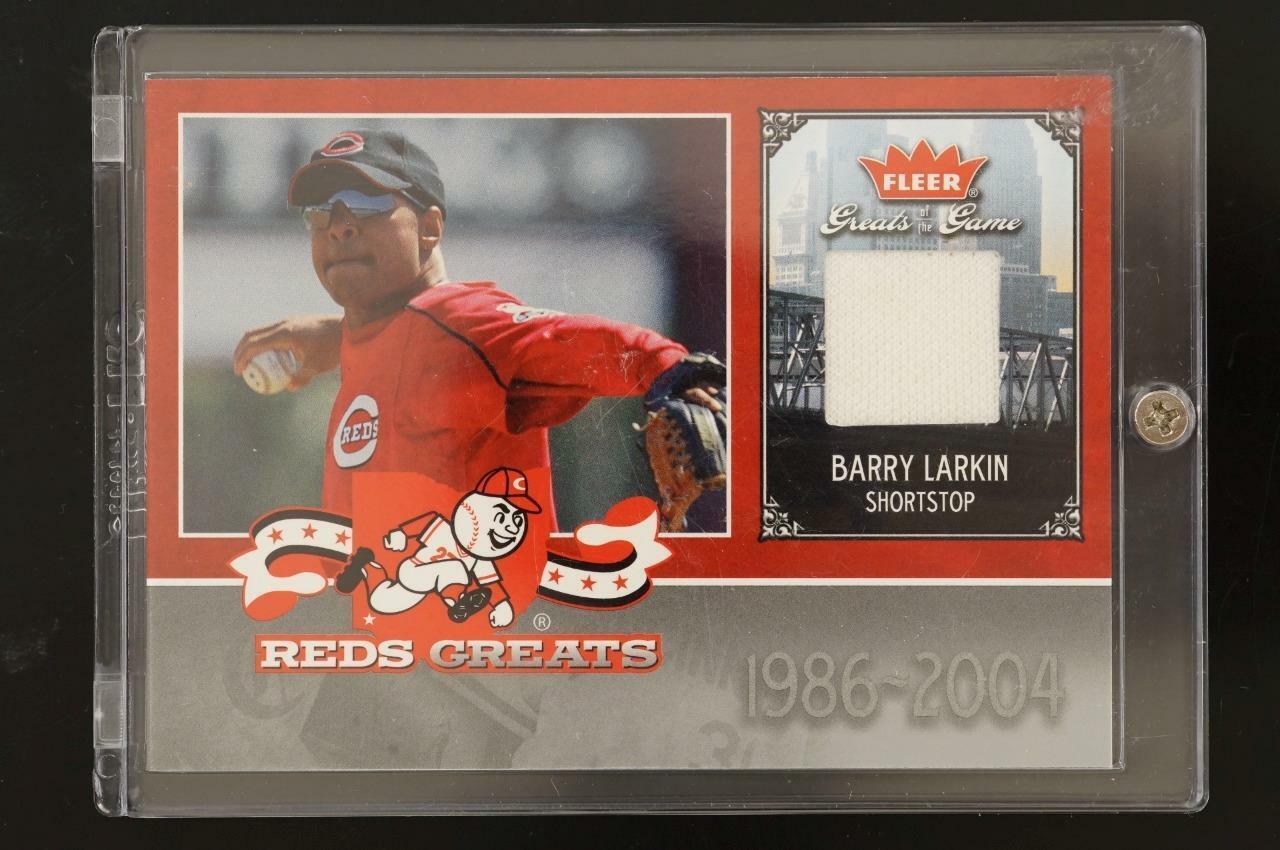 FLEER®
Greats of the Game
REDS
BARRY LARKIN
SHORTSTOP
C
®
REDS GREATS
1986~2004